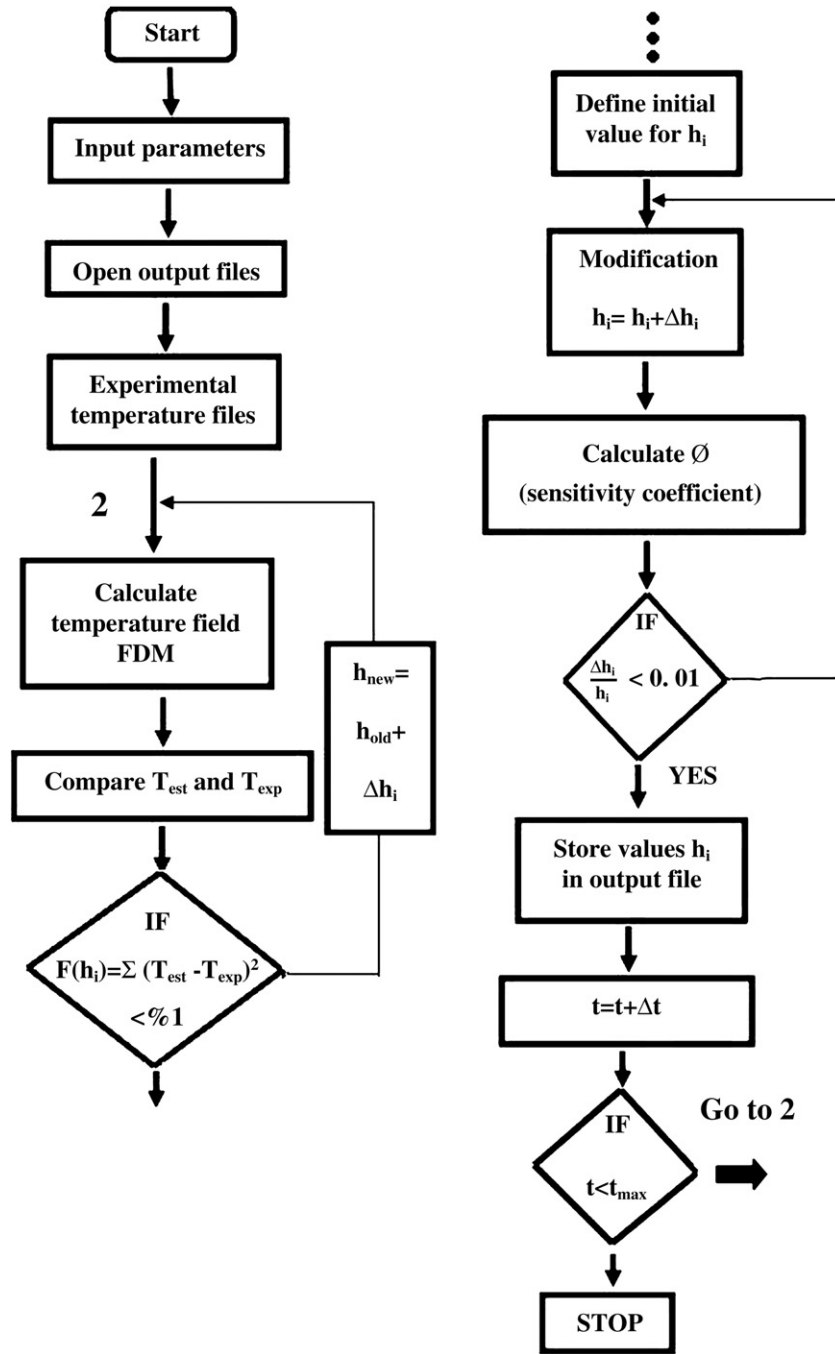 Start
Input parameters
Open output files
Experimental
temperature files
2
Calculate
temperature field
FDM
h_new=
h_old+
Δh_i
Compare T_est and T_exp
IF
F(h_i)=Σ (T_est -T_exp)²
<%1
Define initial
value for h_i
Modification
h_i= h_i+Δh_i
Calculate Ø
(sensitivity coefficient)
IF
Δh_i
h_i
< 0. 01
YES
Store values h_i
in output file
t=t+Δt
IF
t<t_max
Go to 2
STOP